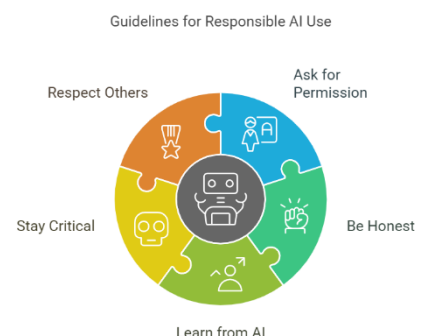 Guidelines for Responsible AI Use
Ask for
Permission
Respect Others
Stay Critical
Be Honest
Learn from AI